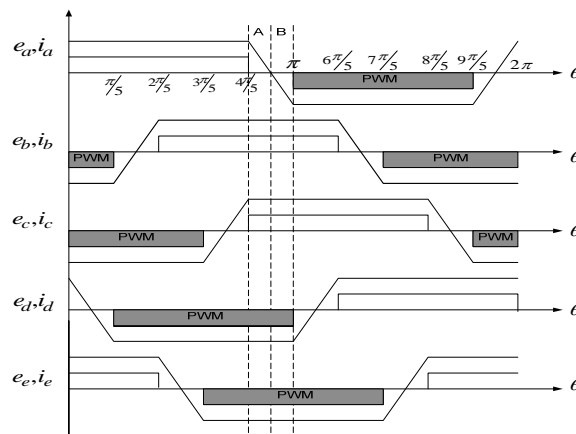 A B
e_a,i_a
π/5 2π/5 3π/5 4π/5 π 6π/5 7π/5 8π/5 9π/5 2π θ
PWM
e_b,i_b
PWM PWM θ
e_c,i_c
PWM PWM θ
e_d,i_d
PWM θ
e_e,i_e
PWM θ